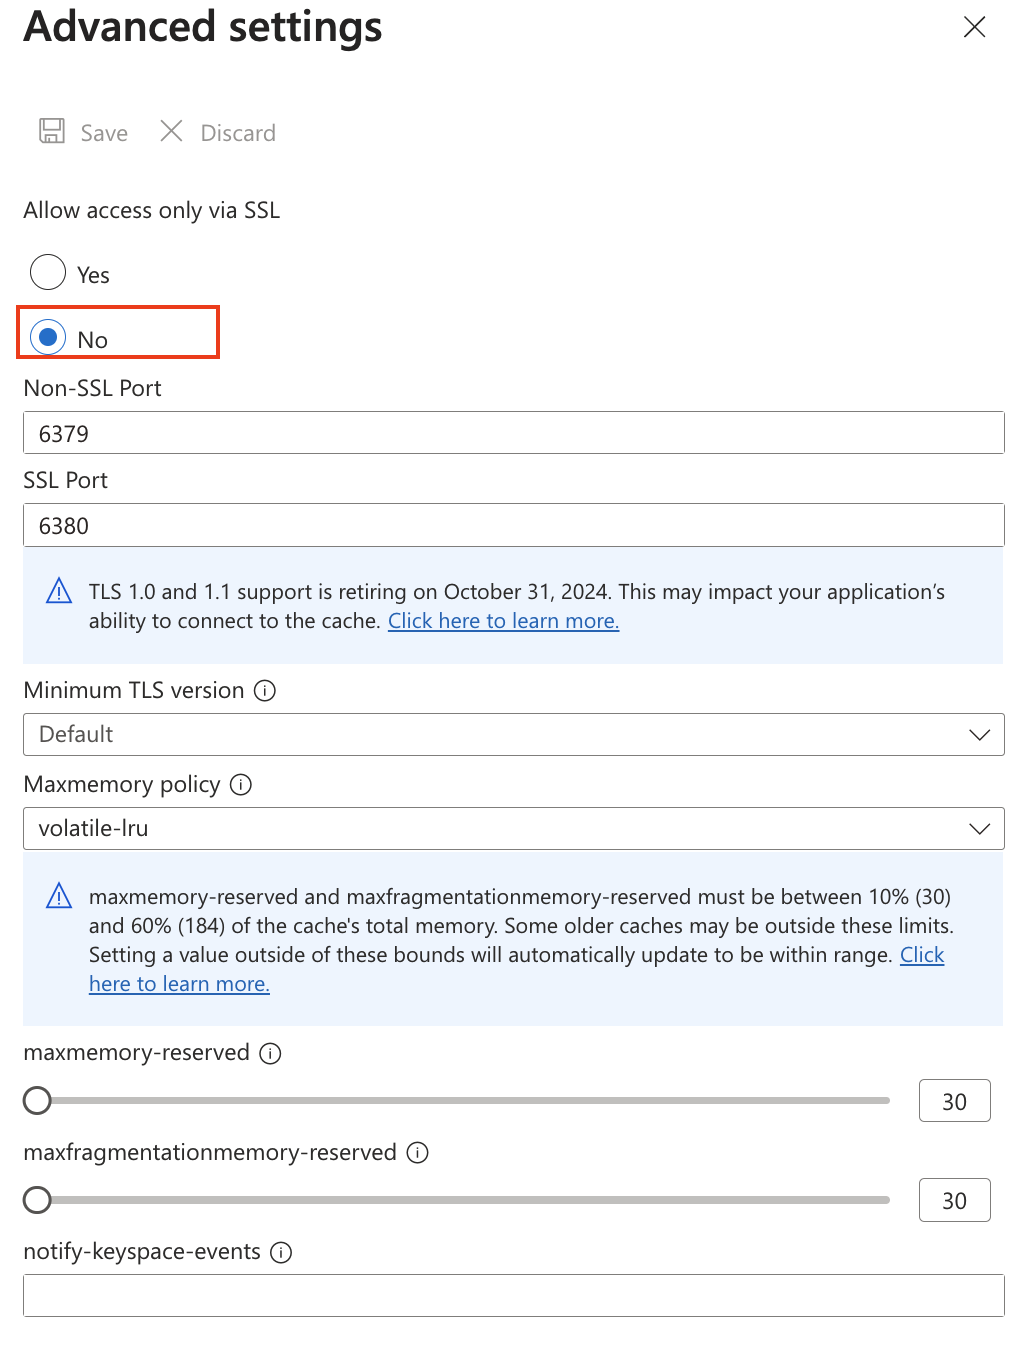 Advanced settings
Save
Discard
Allow access only via SSL
Yes
No
Non-SSL Port
6379
SSL Port
6380
TLS 1.0 and 1.1 support is retiring on October 31, 2024. This may impact your application’s
ability to connect to the cache. Click here to learn more.
Minimum TLS version
Default
Maxmemory policy
volatile-lru
maxmemory-reserved and maxfragmentationmemory-reserved must be between 10% (30)
and 60% (184) of the cache's total memory. Some older caches may be outside these limits.
Setting a value outside of these bounds will automatically update to be within range. Click
here to learn more.
maxmemory-reserved
30
maxfragmentationmemory-reserved
30
notify-keyspace-events